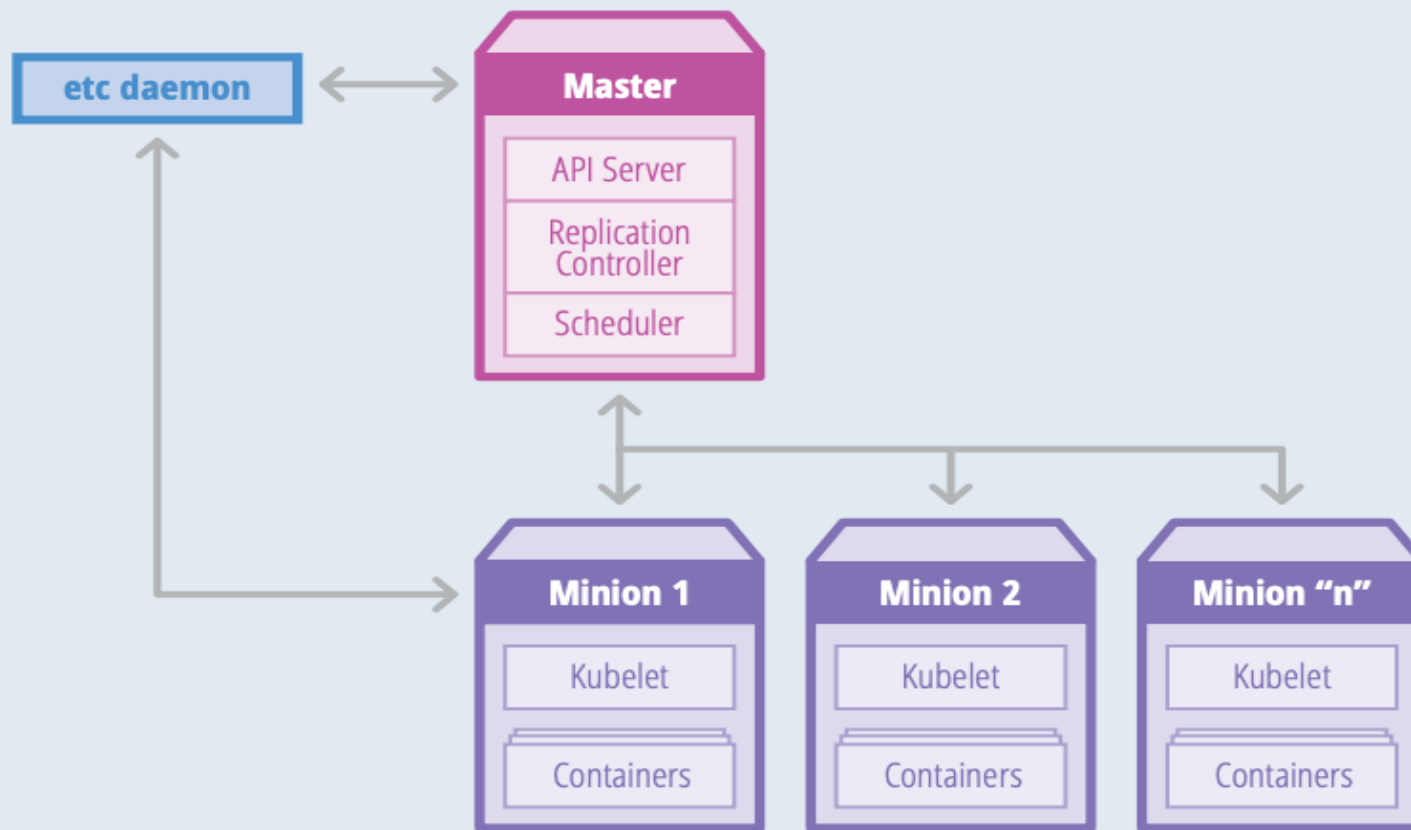 etc daemon
Master
API Server
Replication
Controller
Scheduler
Minion 1
Minion 2
Minion “n”
Kubelet
Kubelet
Kubelet
Containers
Containers
Containers